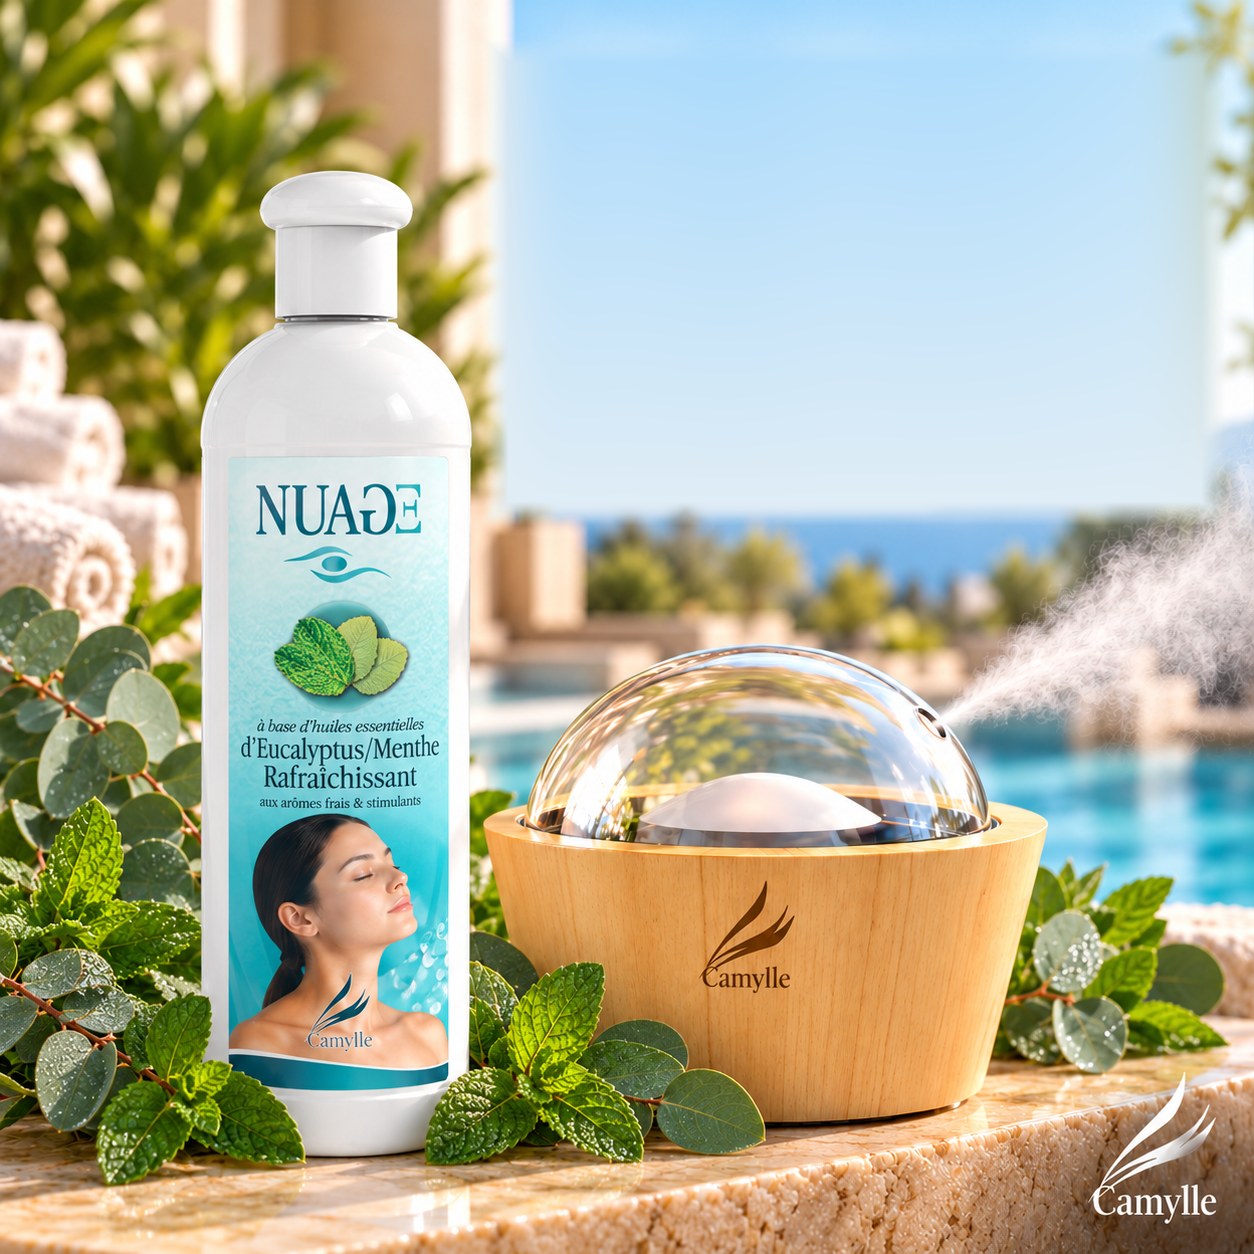 NUAGE
à base d'huiles essentielles
d'Eucalyptus/Menthe
Rafraîchissant
aux arômes frais & stimulants
Camylle
Camylle
Camylle